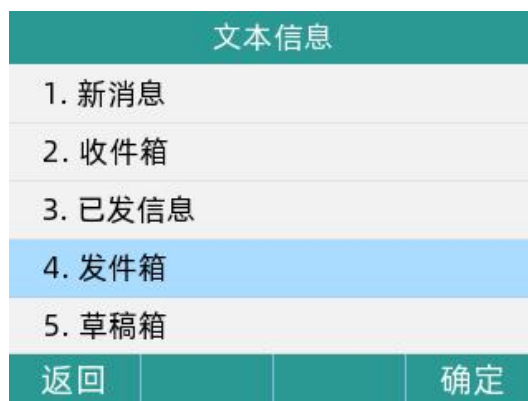 文本信息
1. 新消息
2. 收件箱
3. 已发信息
4. 发件箱
5. 草稿箱
返回 确定